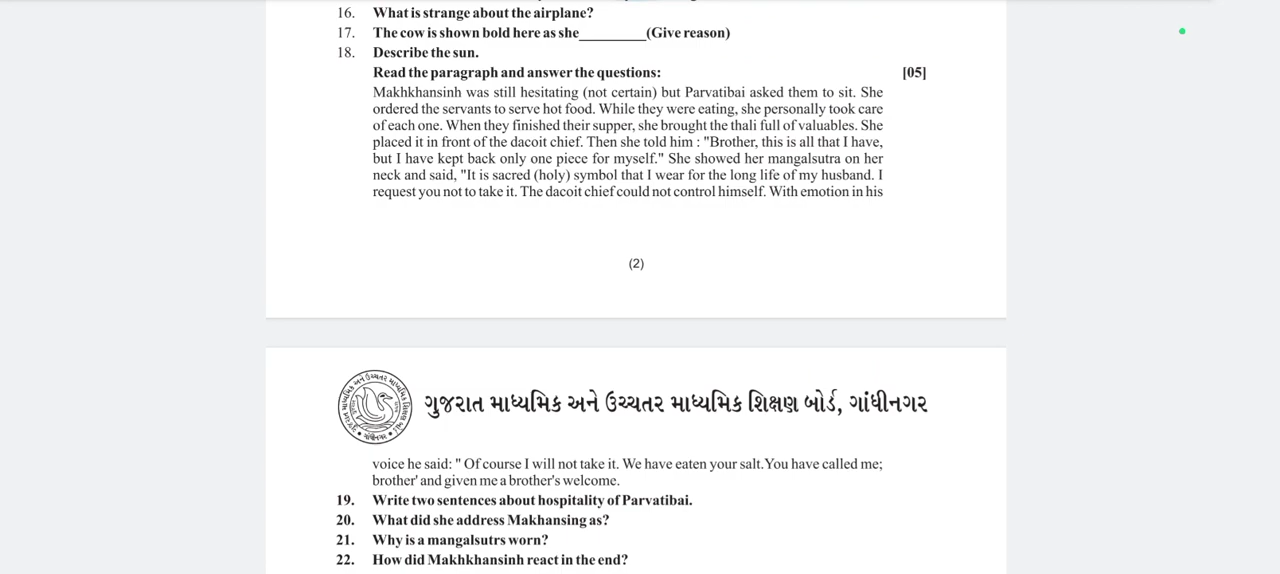 16. What is strange about the airplane?
17. The cow is shown bold here as she_________(Give reason)
18. Describe the sun.
Read the paragraph and answer the questions: [05]
Makhkhansinh was still hesitating (not certain) but Parvatibai asked them to sit. She
ordered the servants to serve hot food. While they were eating, she personally took care
of each one. When they finished their supper, she brought the thali full of valuables. She
placed it in front of the dacoit chief. Then she told him : "Brother, this is all that I have,
but I have kept back only one piece for myself." She showed her mangalsutra on her
neck and said, "It is sacred (holy) symbol that I wear for the long life of my husband. I
request you not to take it. The dacoit chief could not control himself. With emotion in his
(2)
ગુજરાત માધ્યમિક અને ઉચ્ચતર માધ્યમિક શિક્ષણ બોર્ડ, ગાંધીનગર
voice he said: " Of course I will not take it. We have eaten your salt.You have called me;
brother' and given me a brother's welcome.
19. Write two sentences about hospitality of Parvatibai.
20. What did she address Makhansing as?
21. Why is a mangalsutrs worn?
22. How did Makhkhansinh react in the end?